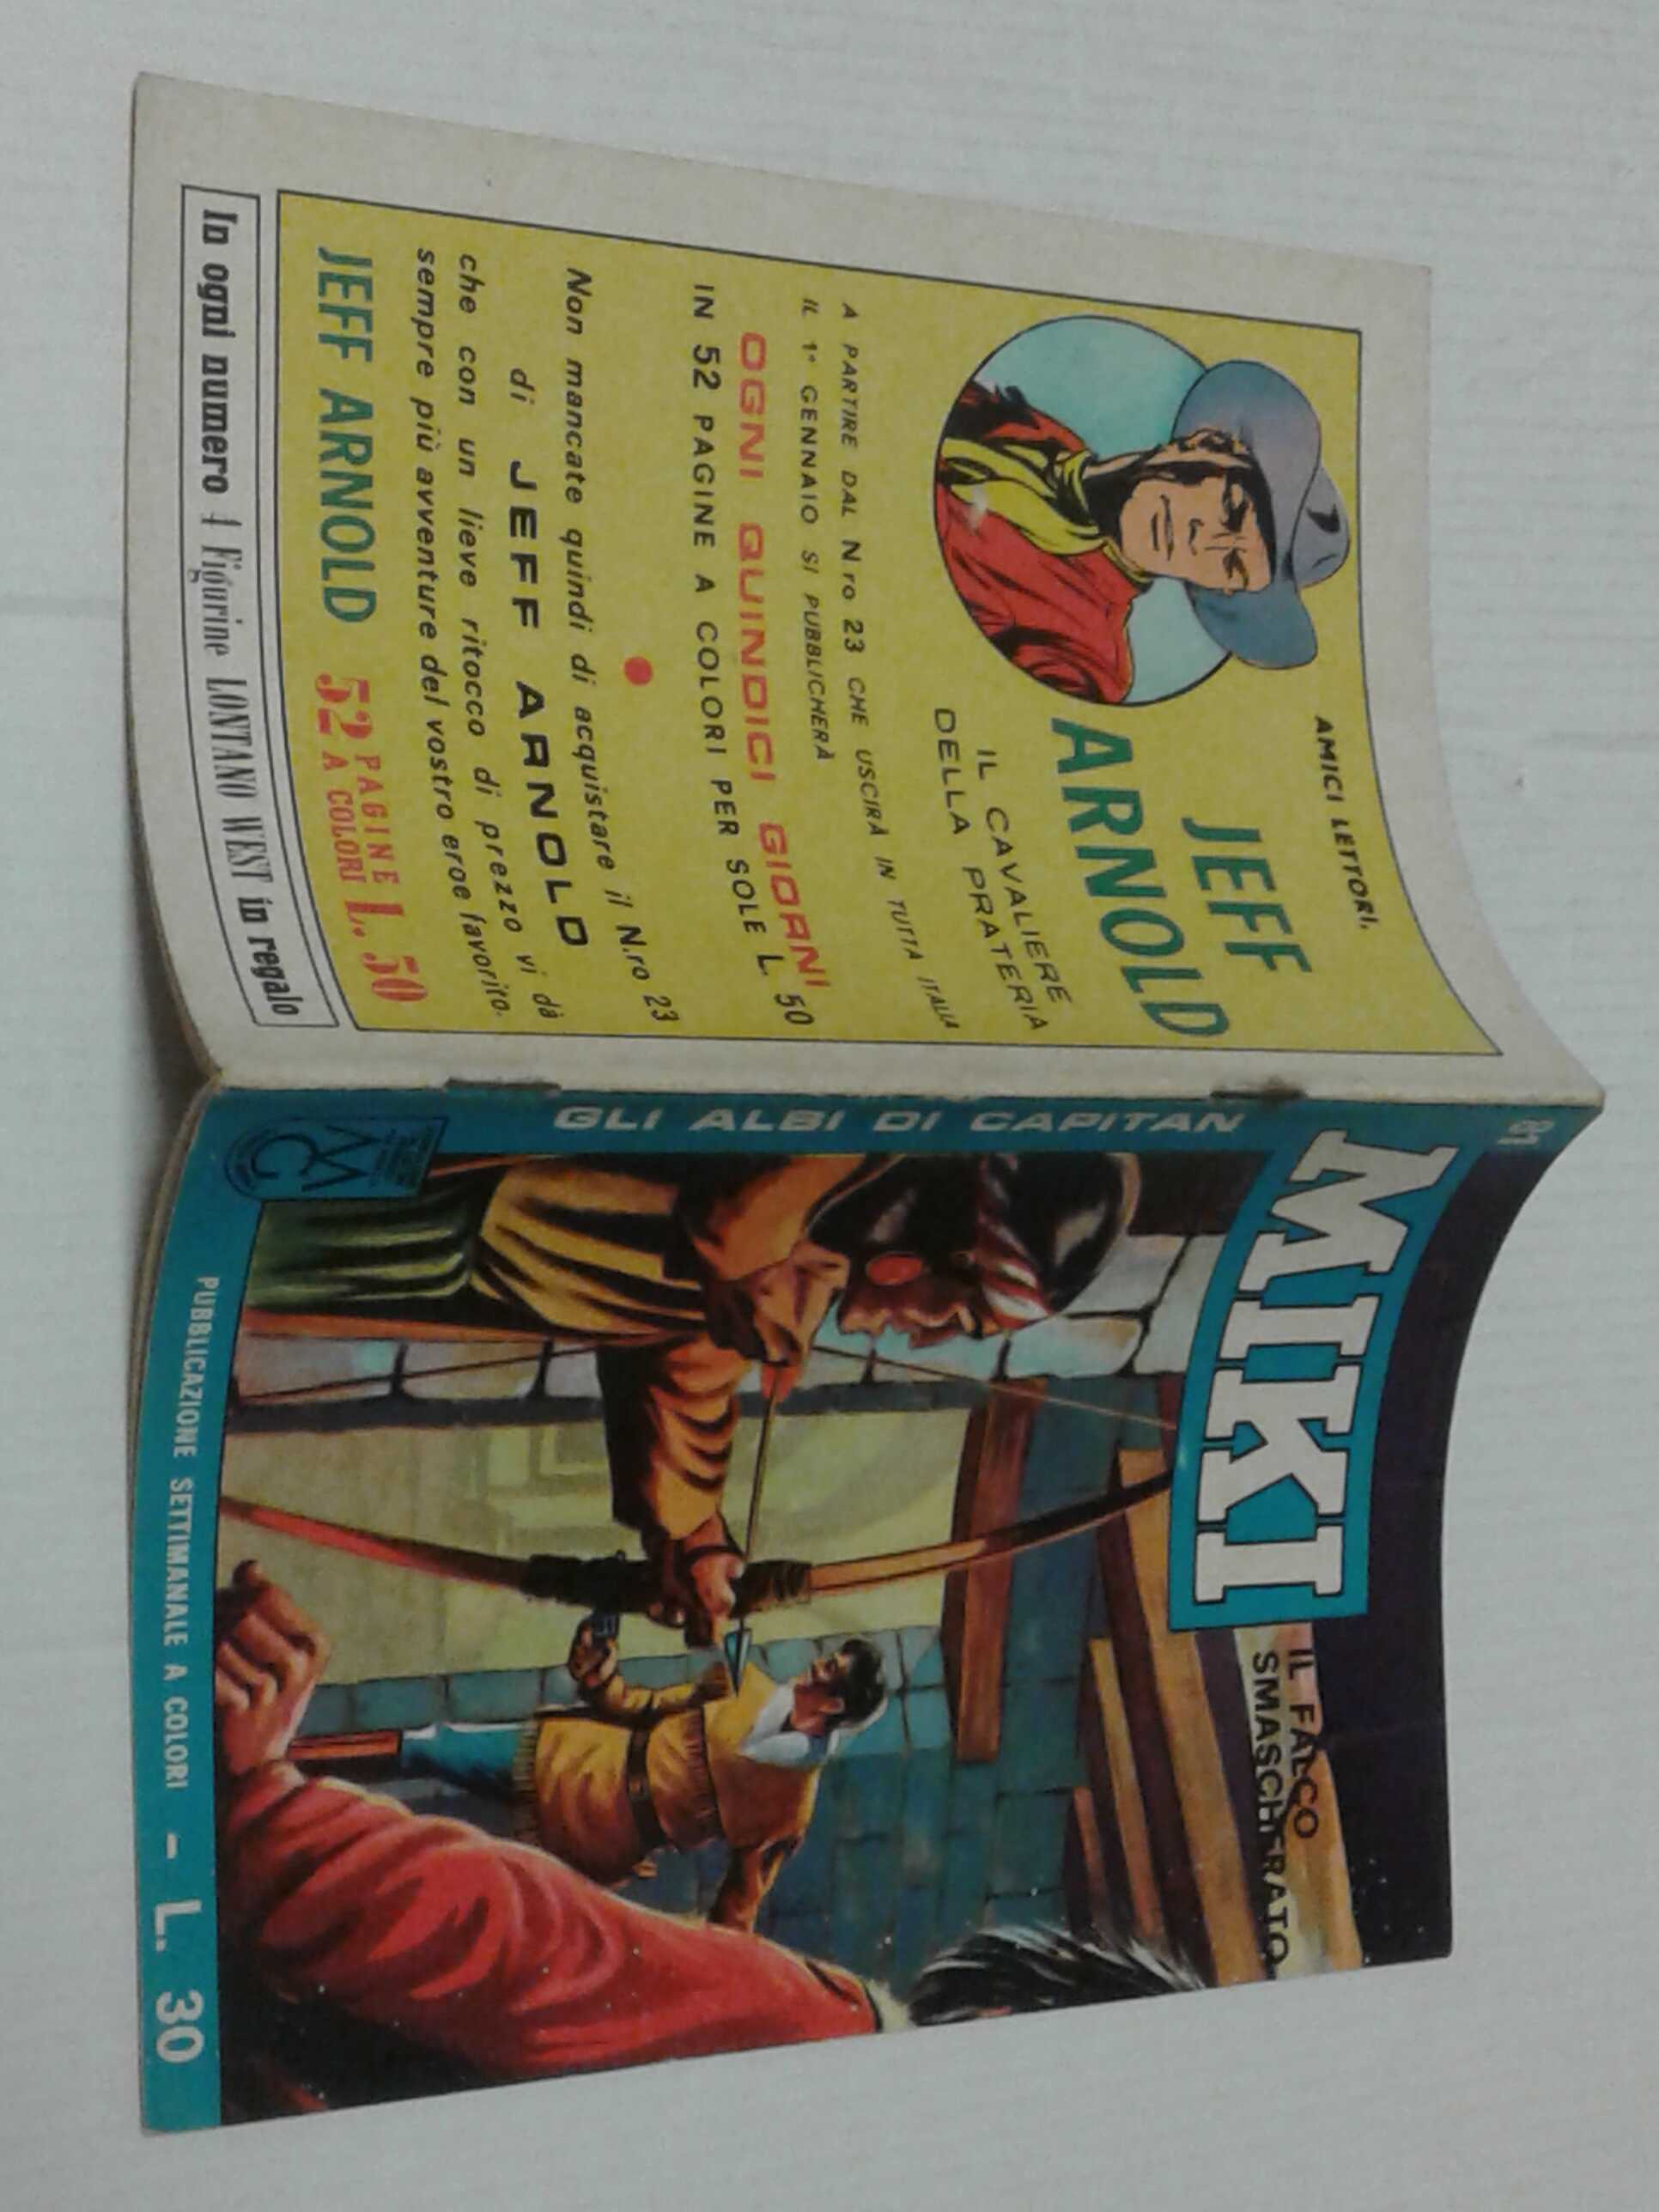 AMICI LETTORI,
JEFF
ARNOLD
IL CAVALIERE
DELLA PRATERIA
A PARTIRE DAL N.ro 23 CHE USCIRÀ IN TUTTA ITALIA
IL 1° GENNAIO SI PUBBLICHERÀ
OGNI QUINDICI GIORNI
IN 52 PAGINE A COLORI PER SOLE L. 50
Non mancate quindi di acquistare il N.ro 23
di JEFF ARNOLD
che con un lieve ritocco di prezzo vi dà
sempre più avventure del vostro eroe favorito.
JEFF ARNOLD 52 PAGINE A COLORI L. 50
In ogni numero 4 Figurine LONTANO WEST in regalo
GLI ALBI DI CAPITAN
MIKI
IL FALCO
SMASCHERATO
PUBBLICAZIONE SETTIMANALE A COLORI - L. 30